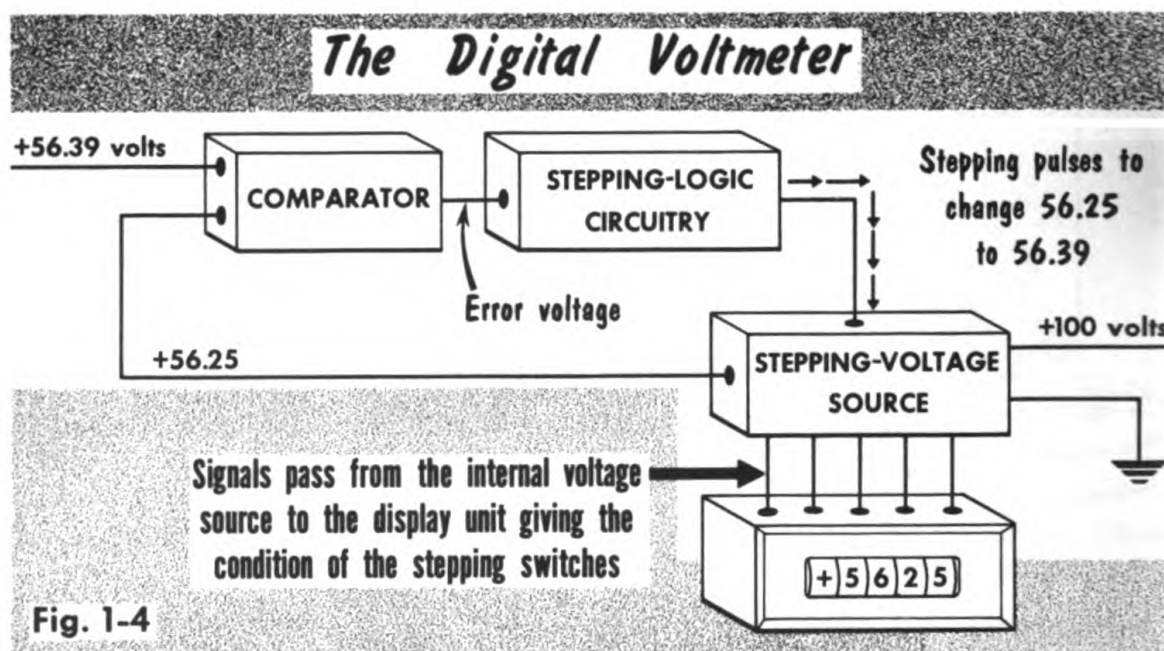 The Digital Voltmeter
+56.39 volts
COMPARATOR
STEPPING-LOGIC
CIRCUITRY
Stepping pulses to
change 56.25
to 56.39
Error voltage
+56.25
STEPPING-VOLTAGE
SOURCE
+100 volts
Signals pass from the internal voltage
source to the display unit giving the
condition of the stepping switches
+5625
Fig. 1-4